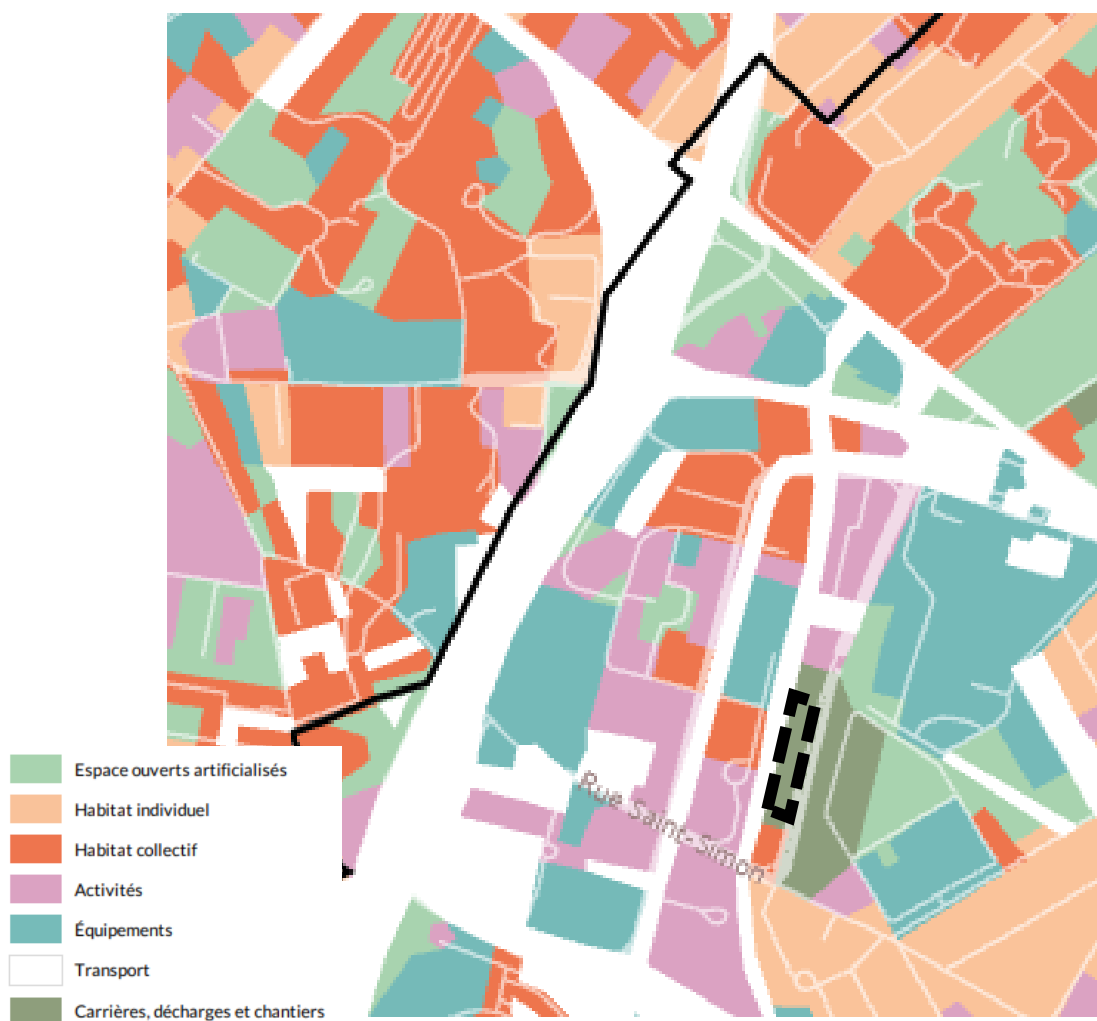 Rue Saint-Simon
Espace ouverts artificialisés
Habitat individuel
Habitat collectif
Activités
Équipements
Transport
Carrières, décharges et chantiers